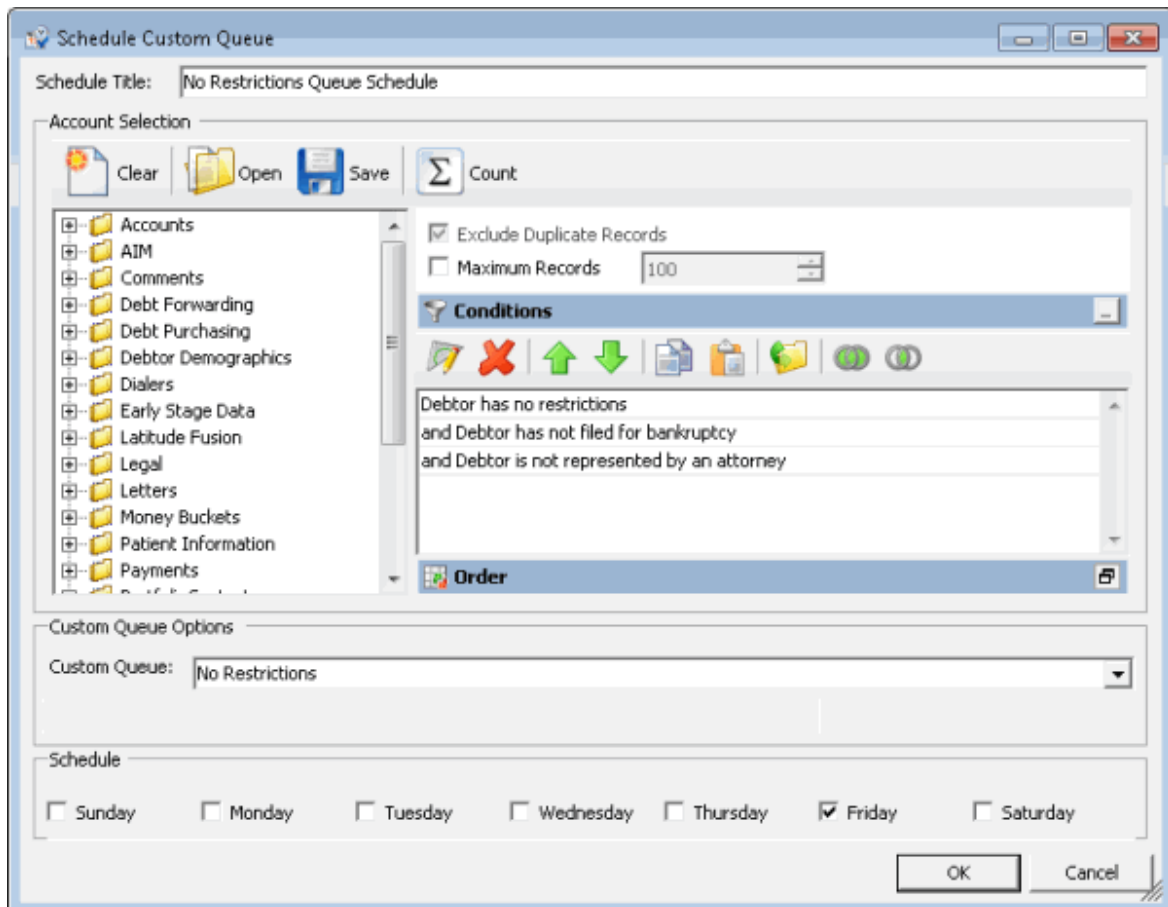 Schedule Custom Queue
Schedule Title: No Restrictions Queue Schedule
Account Selection
Clear Open Save Σ Count
Accounts
AIM
Comments
Debt Forwarding
Debt Purchasing
Debtor Demographics
Dialers
Early Stage Data
Latitude Fusion
Legal
Letters
Money Buckets
Patient Information
Payments
Exclude Duplicate Records
Maximum Records 100
Conditions
Debtor has no restrictions
and Debtor has not filed for bankruptcy
and Debtor is not represented by an attorney
Order
Custom Queue Options
Custom Queue: No Restrictions
Schedule
Sunday Monday Tuesday Wednesday Thursday Friday Saturday
OK Cancel